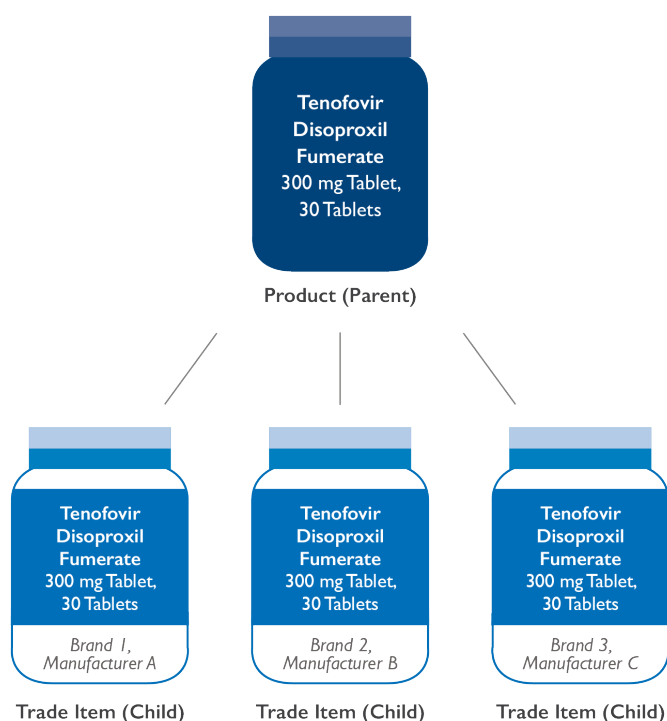 Tenofovir
Disoproxil
Fumerate
300 mg Tablet,
30 Tablets
Product (Parent)
Tenofovir
Disoproxil
Fumerate
300 mg Tablet,
30 Tablets
Brand 1,
Manufacturer A
Trade Item (Child)
Tenofovir
Disoproxil
Fumerate
300 mg Tablet,
30 Tablets
Brand 2,
Manufacturer B
Trade Item (Child)
Tenofovir
Disoproxil
Fumerate
300 mg Tablet,
30 Tablets
Brand 3,
Manufacturer C
Trade Item (Child)